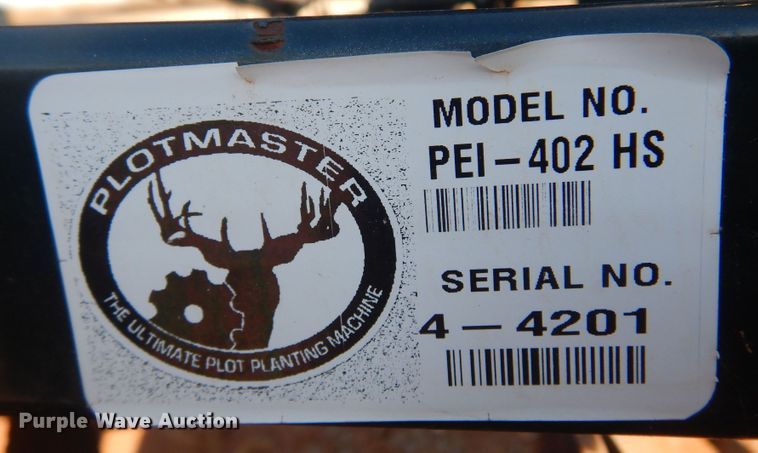 PLOTMASTER
THE ULTIMATE PLOT PLANTING MACHINE
MODEL NO.
PEI-402 HS
SERIAL NO.
4-4201
Purple Wave Auction